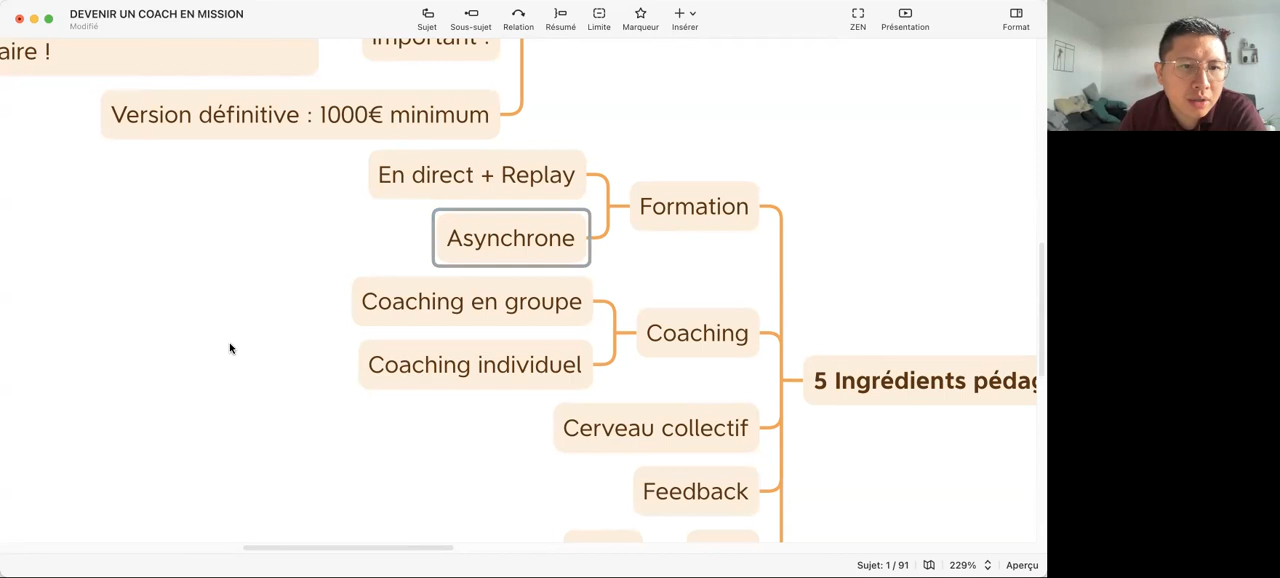 DEVENIR UN COACH EN MISSION
Modifié
Sujet
Sous-sujet
Relation
Résumé
Limite
Marqueur
Insérer
ZEN
Présentation
Format
aire !
important !
Version définitive : 1000€ minimum
En direct + Replay
Formation
Asynchrone
Coaching en groupe
Coaching
Coaching individuel
5 Ingrédients pédag
Cerveau collectif
Feedback
Sujet: 1 / 91
229%
Aperçu